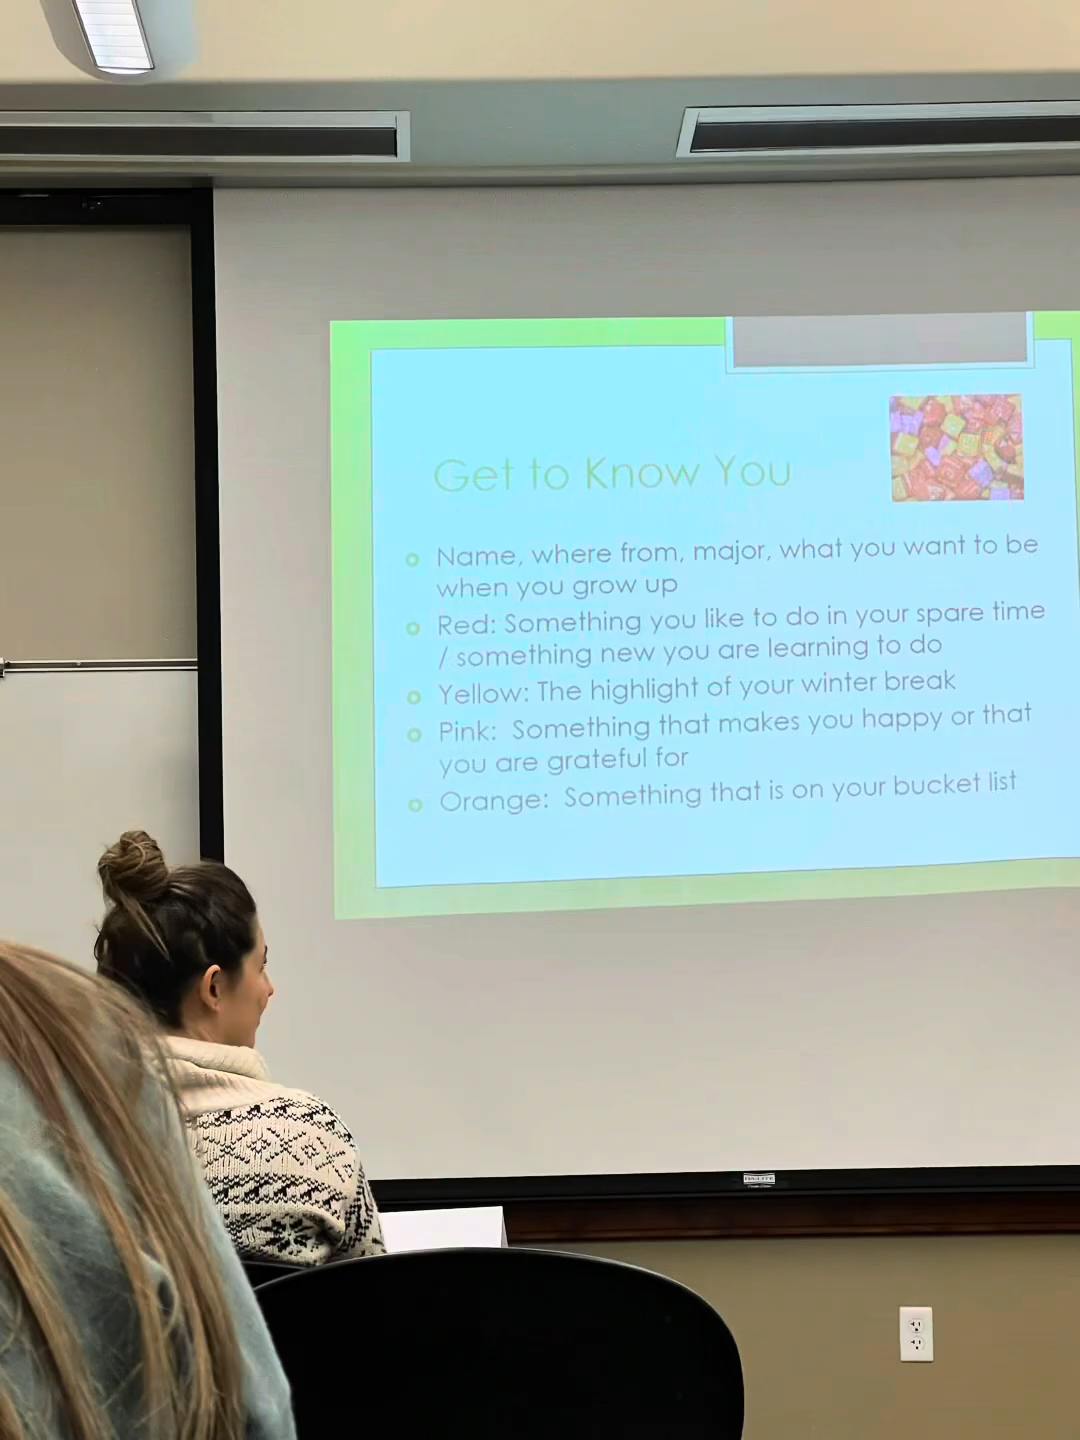 Get to Know You
Name, where from, major, what you want to be
when you grow up
Red: Something you like to do in your spare time
/ something new you are learning to do
Yellow: The highlight of your winter break
Pink:  Something that makes you happy or that
you are grateful for
Orange:  Something that is on your bucket list
DA-LITE